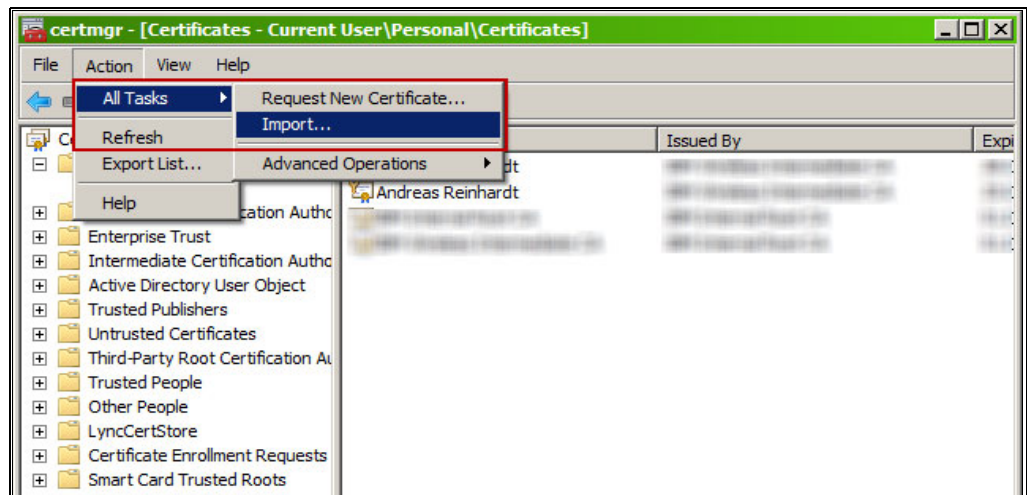 certmgr - [Certificates - Current User\Personal\Certificates]
File Action View Help
All Tasks
Refresh
Export List...
Help
Request New Certificate...
Import...
Advanced Operations
Issued By
Expi
dt
Andreas Reinhardt
cation Autho
Enterprise Trust
Intermediate Certification Autho
Active Directory User Object
Trusted Publishers
Untrusted Certificates
Third-Party Root Certification Au
Trusted People
Other People
LyncCertStore
Certificate Enrollment Requests
Smart Card Trusted Roots